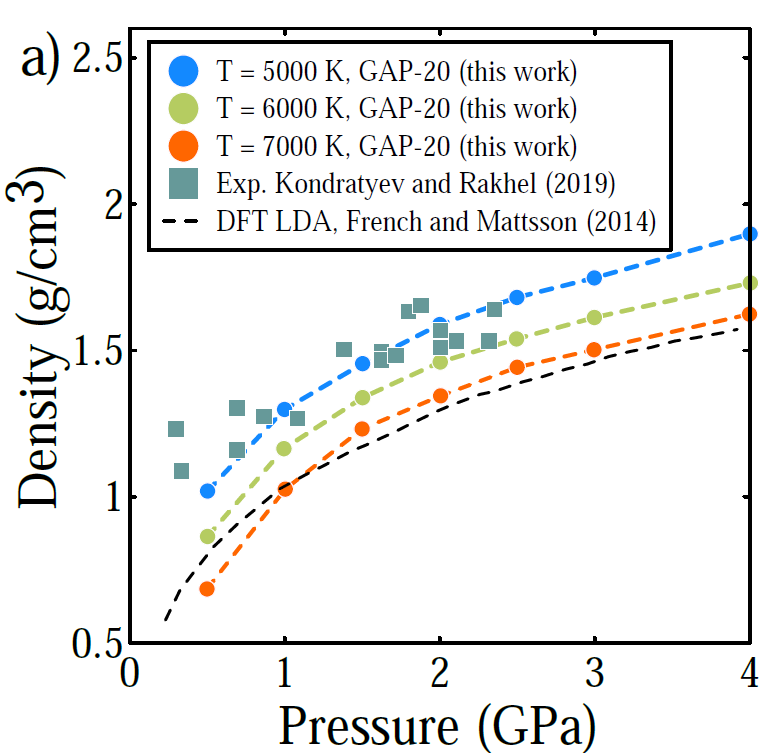 a)
2.5
2
1.5
1
0.5
Density (g/cm3)
T = 5000 K, GAP-20 (this work)
T = 6000 K, GAP-20 (this work)
T = 7000 K, GAP-20 (this work)
Exp. Kondratyev and Rakhel (2019)
DFT LDA, French and Mattsson (2014)
0 1 2 3 4
Pressure (GPa)